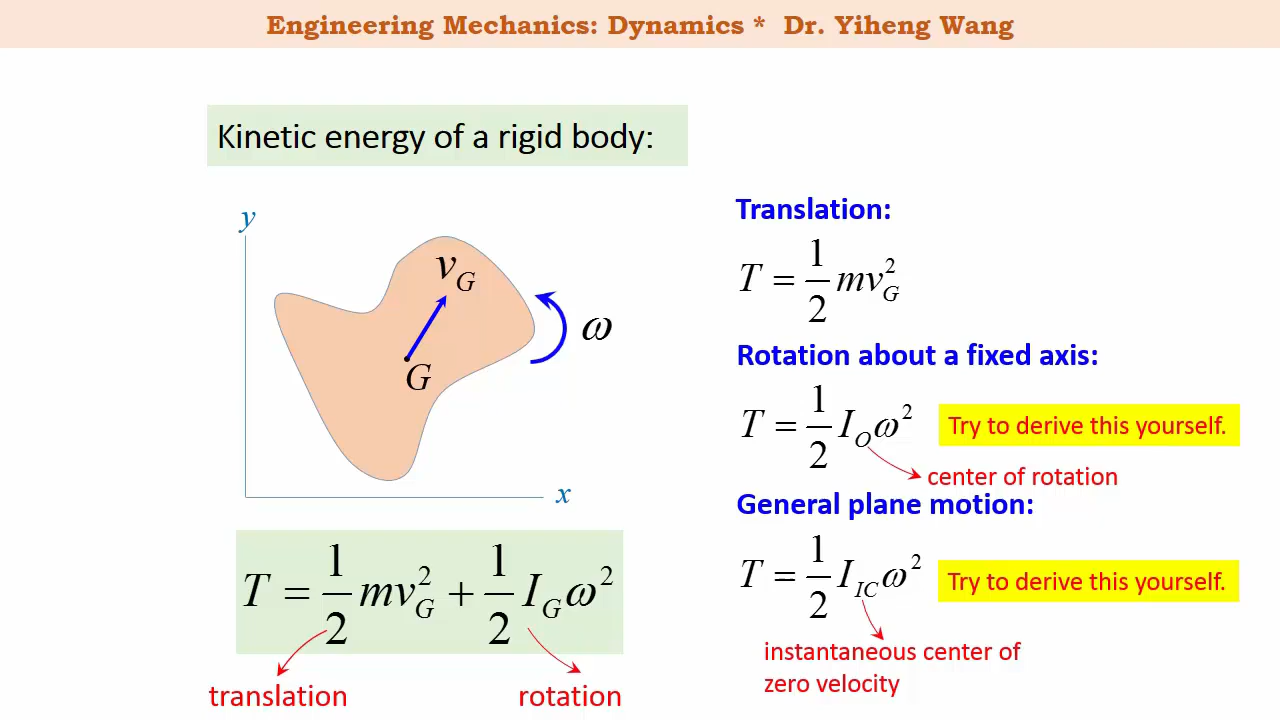 Engineering Mechanics: Dynamics * Dr. Yiheng Wang
Kinetic energy of a rigid body:
y
v_G
G
ω
x
T = 1/2 mv_G^2 + 1/2 I_G ω^2
translation
rotation
Translation:
T = 1/2 mv_G^2
Rotation about a fixed axis:
T = 1/2 I_O ω^2
Try to derive this yourself.
center of rotation
General plane motion:
T = 1/2 I_IC ω^2
Try to derive this yourself.
instantaneous center of
zero velocity